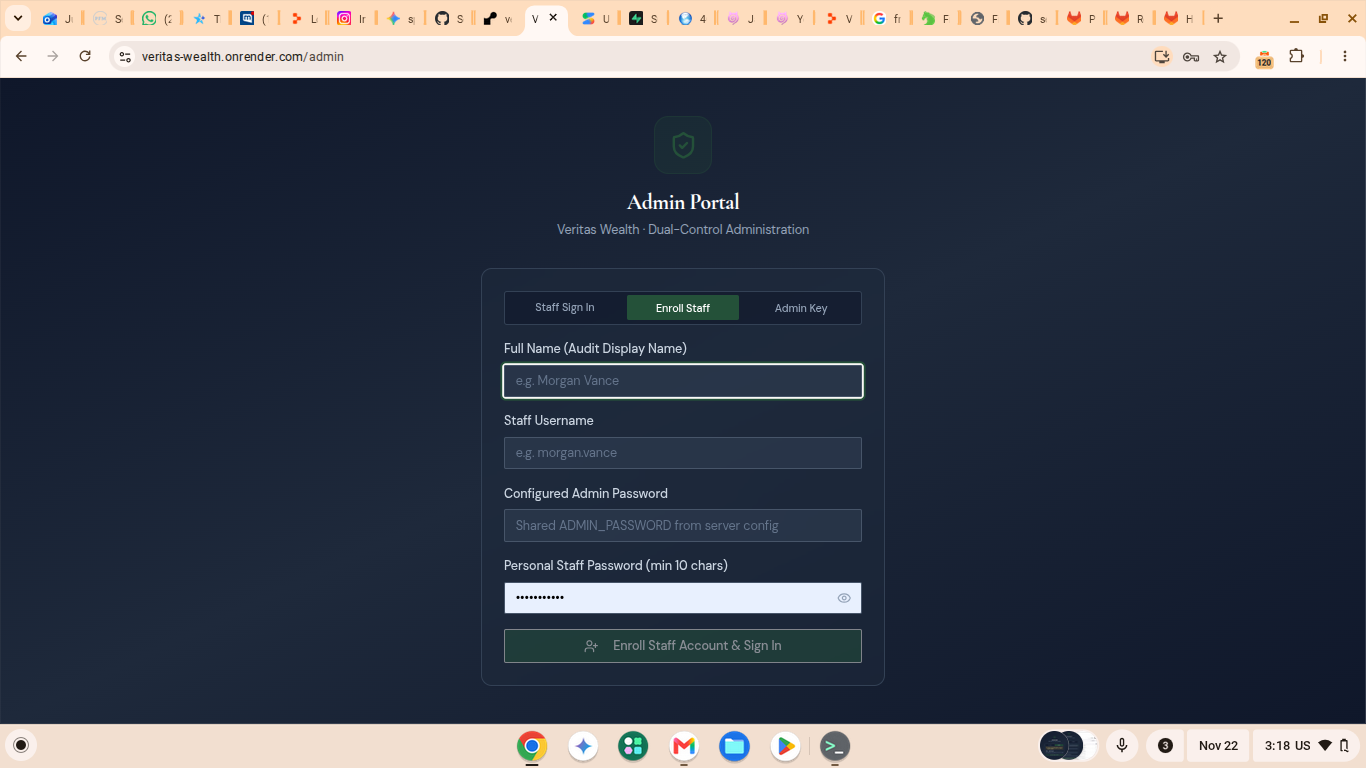 veritas-wealth.onrender.com/admin
120
Admin Portal
Veritas Wealth · Dual-Control Administration
Staff Sign In
Enroll Staff
Admin Key
Full Name (Audit Display Name)
e.g. Morgan Vance
Staff Username
e.g. morgan.vance
Configured Admin Password
Shared ADMIN_PASSWORD from server config
Personal Staff Password (min 10 chars)
•••••••••••
Enroll Staff Account & Sign In
3
Nov 22
3:18 US